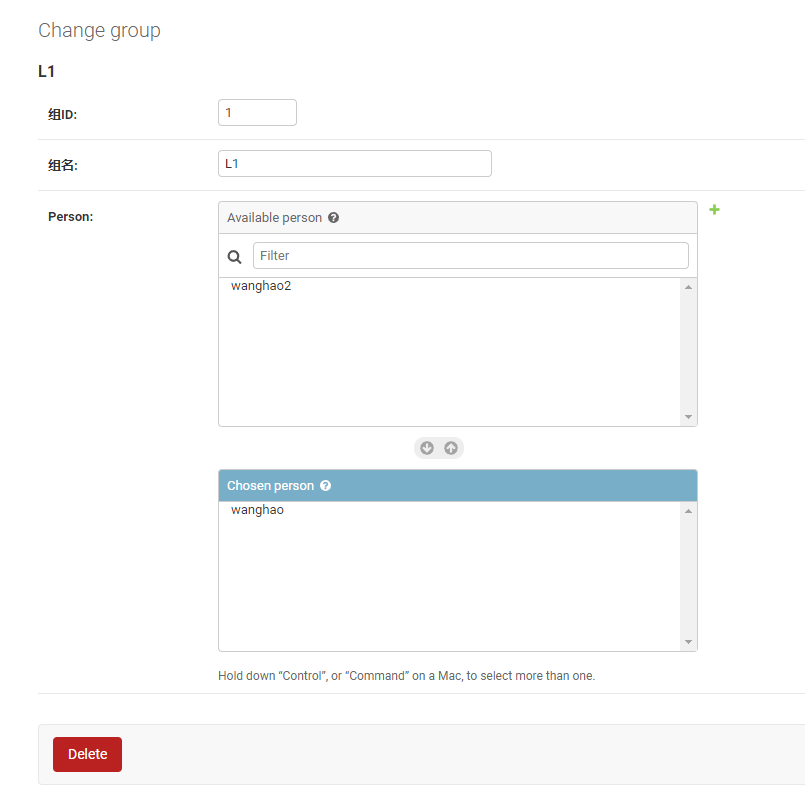 Change group
L1
组ID:
1
组名:
L1
Person:
Available person
Filter
wanghao2
Chosen person
wanghao
Hold down “Control”, or “Command” on a Mac, to select more than one.
Delete